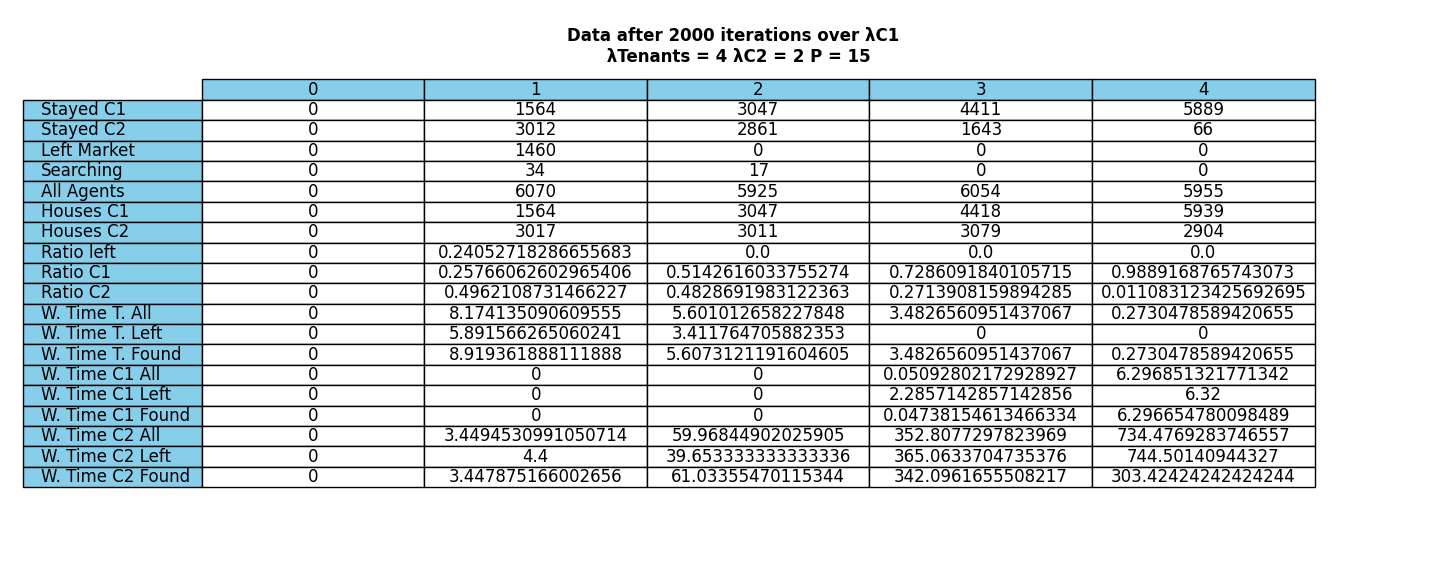 Data after 2000 iterations over λC1
λTenants = 4 λC2 = 2 P = 15
0 1 2 3 4
Stayed C1 0 1564 3047 4411 5889
Stayed C2 0 3012 2861 1643 66
Left Market 0 1460 0 0 0
Searching 0 34 17 0 0
All Agents 0 6070 5925 6054 5955
Houses C1 0 1564 3047 4418 5939
Houses C2 0 3017 3011 3079 2904
Ratio left 0 0.24052718286655683 0.0 0.0 0.0
Ratio C1 0 0.25766062602965406 0.5142616033755274 0.7286091840105715 0.9889168765743073
Ratio C2 0 0.4962108731466227 0.4828691983122363 0.2713908159894285 0.011083123425692695
W. Time T. All 0 8.174135090609555 5.601012658227848 3.4826560951437067 0.2730478589420655
W. Time T. Left 0 5.891566265060241 3.411764705882353 0 0
W. Time T. Found 0 8.919361888111888 5.6073121191604605 3.4826560951437067 0.2730478589420655
W. Time C1 All 0 0 0 0.05092802172928927 6.296851321771342
W. Time C1 Left 0 0 0 2.2857142857142856 6.32
W. Time C1 Found 0 0 0 0.04738154613466334 6.296654780098489
W. Time C2 All 0 3.4494530991050714 59.96844902025905 352.8077297823969 734.4769283746557
W. Time C2 Left 0 4.4 39.653333333333336 365.0633704735376 744.50140944327
W. Time C2 Found 0 3.447875166002656 61.03355470115344 342.0961655508217 303.42424242424244